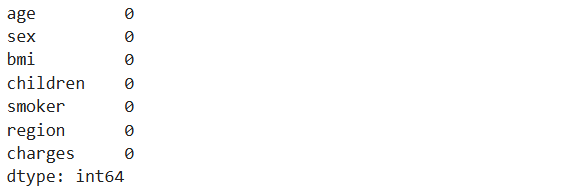 age 0
sex 0
bmi 0
children 0
smoker 0
region 0
charges 0
dtype: int64